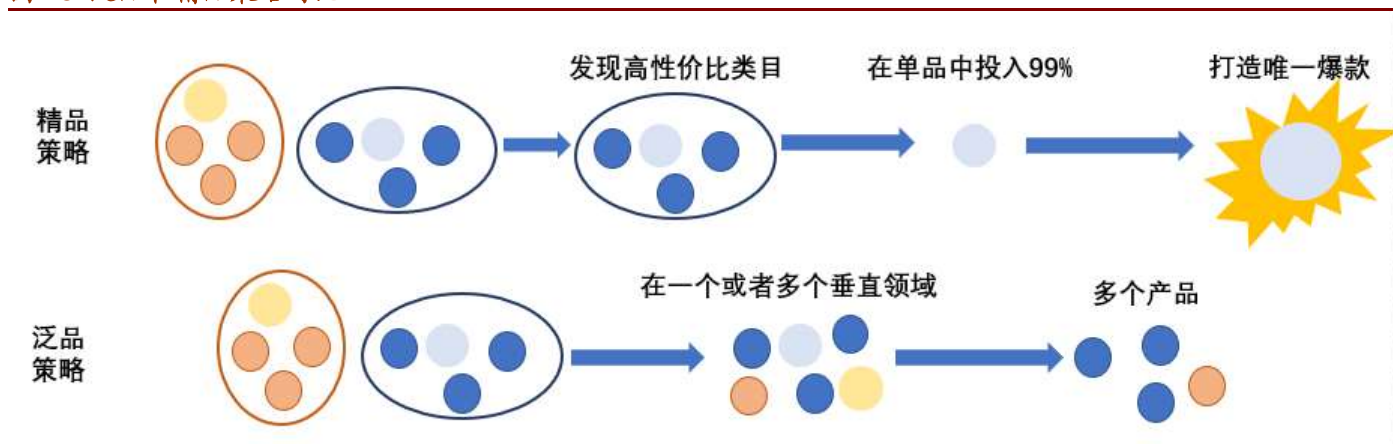 发现高性价比类目
在单品中投入99%
打造唯一爆款
精品
策略
在一个或者多个垂直领域
多个产品
泛品
策略